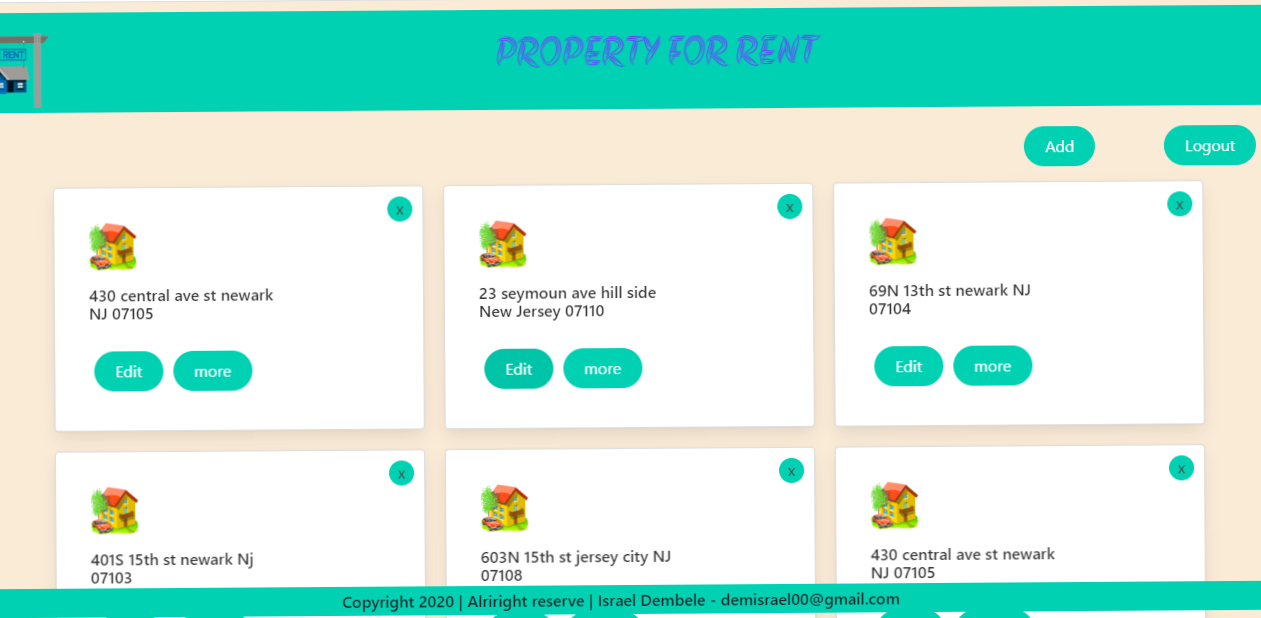 RENT
PROPERTY FOR RENT
Add
Logout
x
x
x
430 central ave st newark
NJ 07105
23 seymoun ave hill side
New Jersey 07110
69N 13th st newark NJ
07104
Edit
more
Edit
more
Edit
more
x
x
x
401S 15th st newark Nj
07103
603N 15th st jersey city NJ
07108
430 central ave st newark
NJ 07105
Copyright 2020 | Alriright reserve | Israel Dembele - demisrael00@gmail.com